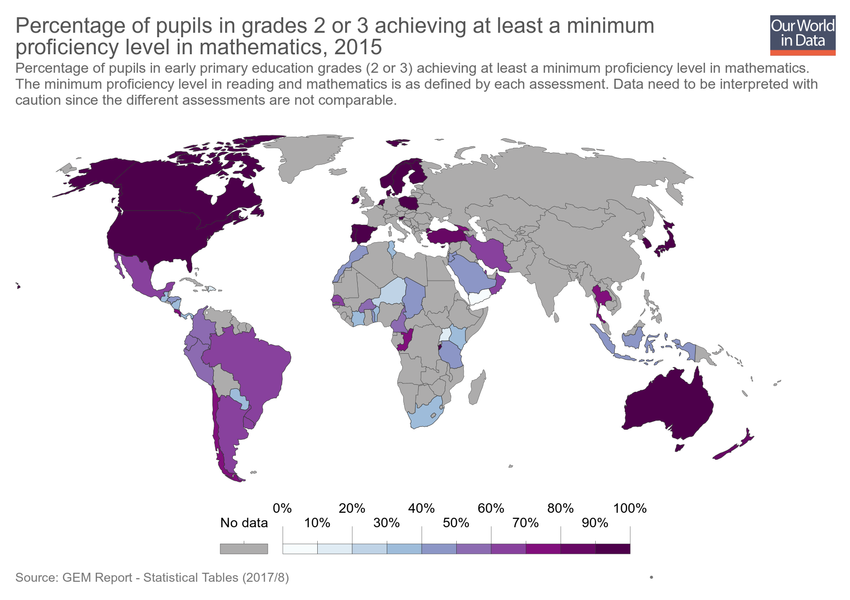 Percentage of pupils in grades 2 or 3 achieving at least a minimum
proficiency level in mathematics, 2015
Our World
in Data
Percentage of pupils in early primary education grades (2 or 3) achieving at least a minimum proficiency level in mathematics.
The minimum proficiency level in reading and mathematics is as defined by each assessment. Data need to be interpreted with
caution since the different assessments are not comparable.
0% 20% 40% 60% 80% 100%
No data 10% 30% 50% 70% 90%
Source: GEM Report - Statistical Tables (2017/8)